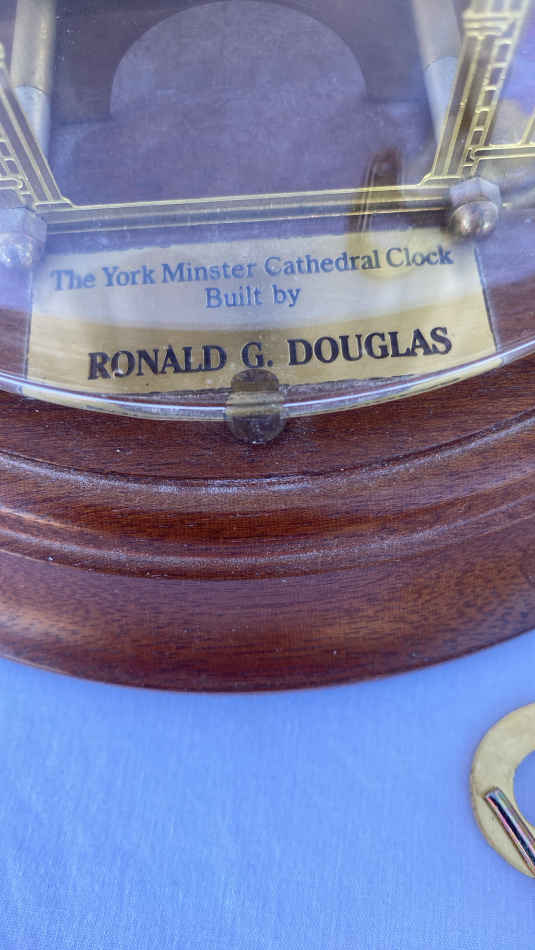 The York Minster Cathedral Clock
Built by
RONALD G. DOUGLAS